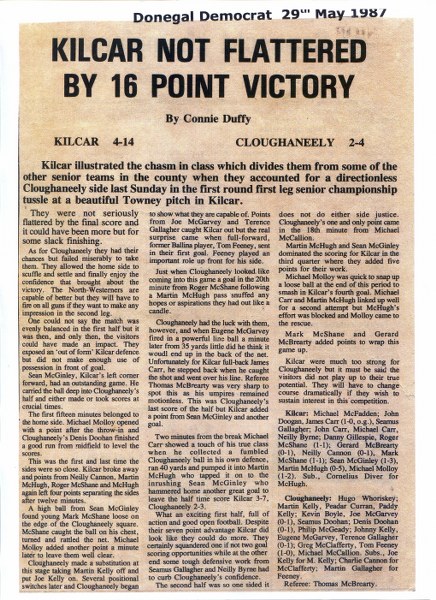 Donegal Democrat 29th May 1987
KILCAR NOT FLATTERED
BY 16 POINT VICTORY
By Connie Duffy
KILCAR 4-14 CLOUGHANEELY 2-4
Kilcar illustrated the chasm in class which divides them from some of the
other senior teams in the county when they accounted for a directionless
Cloughaneely side last Sunday in the first round first leg senior championship
tussle at a beautiful Towney pitch in Kilcar.
They were not seriously
flattered by the final score and
it could have been more but for
some slack finishing.
As for Cloughaneely they had their
chances but failed miserably to take
them. They allowed the home side to
snuffle and settle and finally enjoy the
confidence that brought about the
victory. The North-Westerners are
capable of better but they will have to
fire on all guns if they want to make any
impression in the second leg.
One could not say the match was
evenly balanced in the first half but it
was then, and only then, the visitors
could have made an impact. They
exposed an 'out of form' Kilcar defence
but did not make enough use of
possession in front of goal.
Sean McGinley, Kilcar's left corner
forward, had an outstanding game. He
carried the ball deep into Cloughaneely's
half and either made or took scores at
crucial times.
The first fifteen minutes belonged to
the home side. Michael Molloy opened
with a point after the throw-in and
Cloughaneely's Denis Doohan finished
a good run from midfield to level the
scores.
This was the first and last time the
sides were so close. Kilcar broke away
and points from Neilly Cannon, Martin
McHugh, Roger McShane and McHugh
again left four points separating the sides
after twelve minutes.
A high ball from Sean McGinley
found young Mark McShane loose on
the edge of the Cloughaneely square.
McShane caught the ball on his chest,
turned and rattled the net. Michael
Molloy added another point a minute
later to leave them well clear.
Cloughaneely made a substitution at
this stage taking Martin Kelly off and
put Joe Kelly on. Several positional
switches later and Cloughaneely began
to show what they are capable of. Points
from Joe McGarvey and Terence
Gallagher caught Kilcar out but the real
surprise came when full-forward,
former Ballina player, Tom Feeney, sent
in their first goal. Feeney played an
important role up front for his side.
Just when Cloughaneely looked like
coming into this game a goal in the 20th
minute from Roger McShane following
a Martin McHugh pass snuffed any
hopes or aspirations they had out like a
candle.
Cloughaneely had the luck with them,
however, and when Eugene McGarvey
fired in a powerful line ball a minute
later from 35 yards little did he think it
would end up in the back of the net.
Unfortunately for Kilcar full-back James
Carr, he stepped back when he caught
the shot and went over his line. Referee
Thomas McBrearty was very sharp to
spot this as his umpires remained
motionless. This was Cloughaneely's
last score of the half but Kilcar added
a point from Sean McGinley and another
goal.
Two minutes from the break Michael
Carr showed a touch of his true class
when he collected a fumbled
Cloughaneely ball in his own defence,
ran 40 yards and pumped it into Martin
McHugh who tapped it on to the
inrushing Sean McGinley who
hammered home another great goal to
leave the half time score Kilcar 3-7,
Cloughaneely 2-3.
What an exciting first half, full of
action and good open football. Despite
their seven point advantage Kilcar did
look like they could do more. They
certainly squandered one if not two goal
scoring opportunities while at the other
end some tough defensive work from
Seamus Gallagher and Neilly Byrne had
to curb Cloughaneely's confidence.
The second half was so one sided it
does not do either side justice.
Cloughaneely's one and only point came
in the 18th minute from Michael
McCallion.
Martin McHugh and Sean McGinley
dominated the scoring for Kilcar in the
third quarter where they added five
points for their work.
Michael Molloy was quick to snap up
a loose ball at the end of this period to
smash in Kilcar's fourth goal. Michael
Carr and Martin McHugh linked up well
for a second attempt but McHugh's
effort was blocked and Molloy came to
the rescue.
Mark McShane and Gerard
McBrearty added points to wrap this
game up.
Kilcar were much too strong for
Cloughaneely but it must be said the
visitors did not play up to their true
potential. They will have to change
course dramatically if they wish to
sustain interest in this competition.
Kilcar: Michael McFadden; John
Doogan, James Carr (1-0, o.g.), Seamus
Gallagher; John Carr, Michael Carr,
Neilly Byrne; Danny Gillespie, Roger
McShane (1-1); Gerard McBrearty
(0-1), Neilly Cannon (0-1), Mark
McShane (1-1); Sean McGinley (1-3),
Martin McHugh (0-5), Michael Molloy
(1-2). Sub., Cornelius Diver for
McHugh.
Cloughaneely: Hugo Whoriskey;
Martin Kelly, Peadar Curran, Paddy
Kelly; Kevin Boyle, Joe McGarvey
(0-1), Seamus Doohan; Denis Doohan
(0-1), Philip McGeady; Johnny Kelly,
Eugene McGarvey, Terence Gallagher
(0-1); Greg McClafferty, Tom Feeney
(1-0), Michael McCallion. Subs., Joe
Kelly for M. Kelly; Charlie Cannon for
McClafferty; Martin Gallagher for
Feeney.
Referee: Thomas McBrearty.